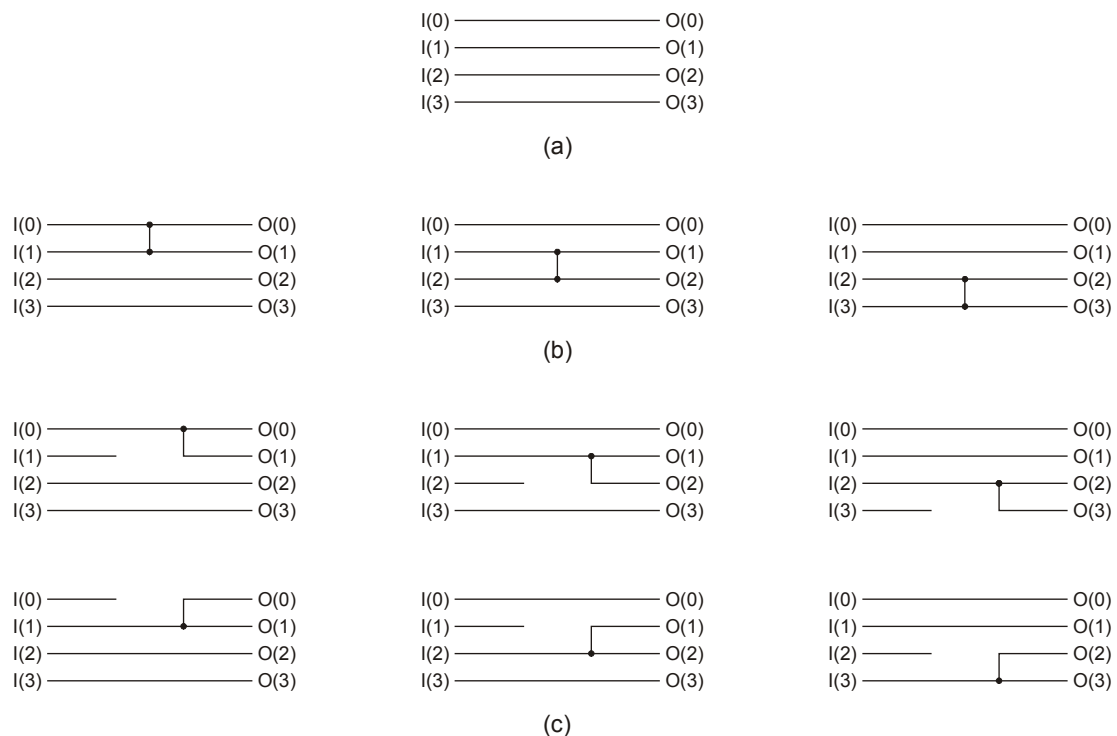 I(0) O(0)
I(1) O(1)
I(2) O(2)
I(3) O(3)
(a)
I(0) O(0) I(0) O(0) I(0) O(0)
I(1) O(1) I(1) O(1) I(1) O(1)
I(2) O(2) I(2) O(2) I(2) O(2)
I(3) O(3) I(3) O(3) I(3) O(3)
(b)
I(0) O(0) I(0) O(0) I(0) O(0)
I(1) O(1) I(1) O(1) I(1) O(1)
I(2) O(2) I(2) O(2) I(2) O(2)
I(3) O(3) I(3) O(3) I(3) O(3)
I(0) O(0) I(0) O(0) I(0) O(0)
I(1) O(1) I(1) O(1) I(1) O(1)
I(2) O(2) I(2) O(2) I(2) O(2)
I(3) O(3) I(3) O(3) I(3) O(3)
(c)